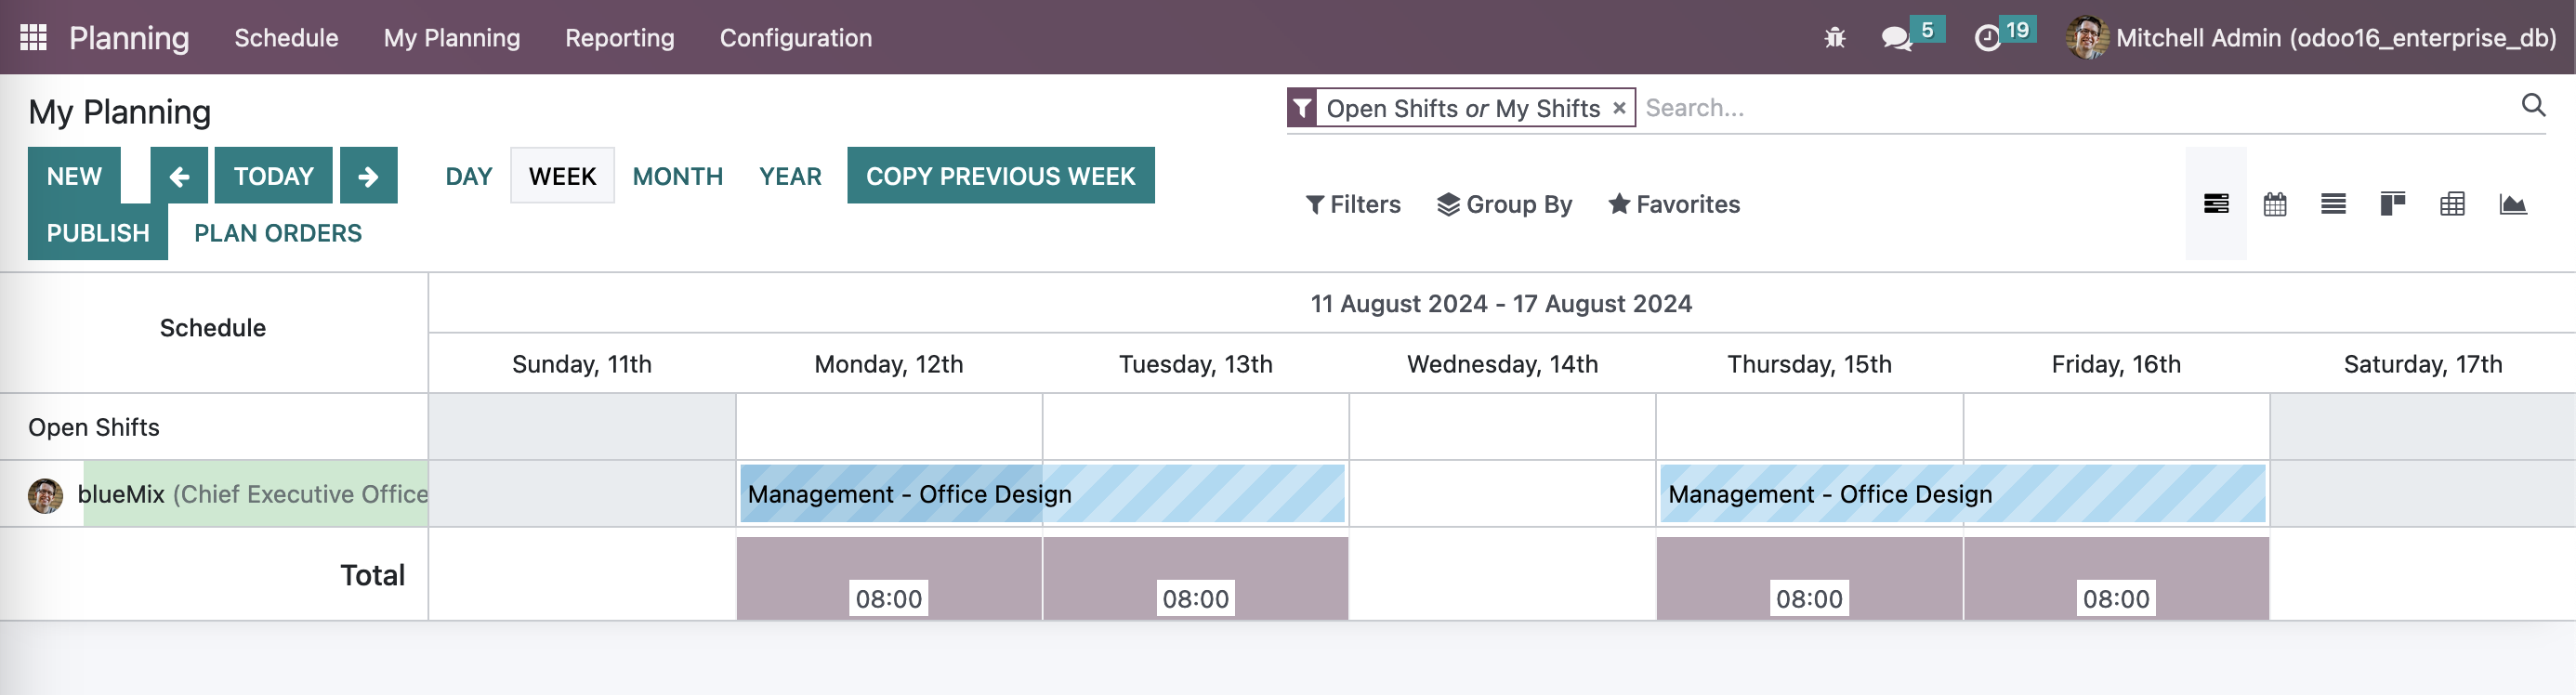 Planning Schedule My Planning Reporting Configuration 5 19 Mitchell Admin (odoo16_enterprise_db)
My Planning
Open Shifts or My Shifts × Search...
NEW TODAY DAY WEEK MONTH YEAR COPY PREVIOUS WEEK
PUBLISH PLAN ORDERS
Filters Group By Favorites
Schedule
11 August 2024 - 17 August 2024
Sunday, 11th Monday, 12th Tuesday, 13th Wednesday, 14th Thursday, 15th Friday, 16th Saturday, 17th
Open Shifts
blueMix (Chief Executive Office Management - Office Design Management - Office Design
Total 08:00 08:00 08:00 08:00